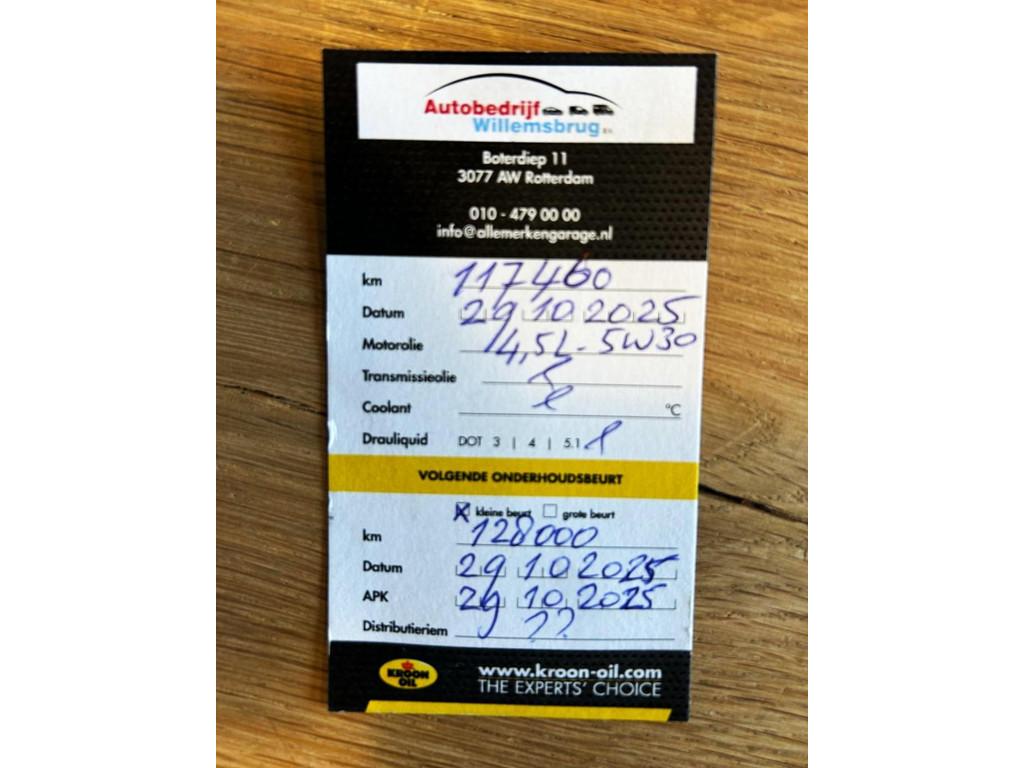 Autobedrijf
Willemsbrug B.V.
Boterdiep 11
3077 AW Rotterdam
010 - 479 00 00
info@allemerkengarage.nl
km 117460
Datum 29 10 2025
Motorolie 4,5L - 5W30
Transmissieolie
Coolant °C
Drauliquid DOT 3 | 4 | 5.1
VOLGENDE ONDERHOUDSBEURT
kleine beurt grote beurt
km 128000
Datum 29 10 2025
APK 29 10 2025
Distributieriem ??
KROON
OIL
www.kroon-oil.com
THE EXPERTS' CHOICE